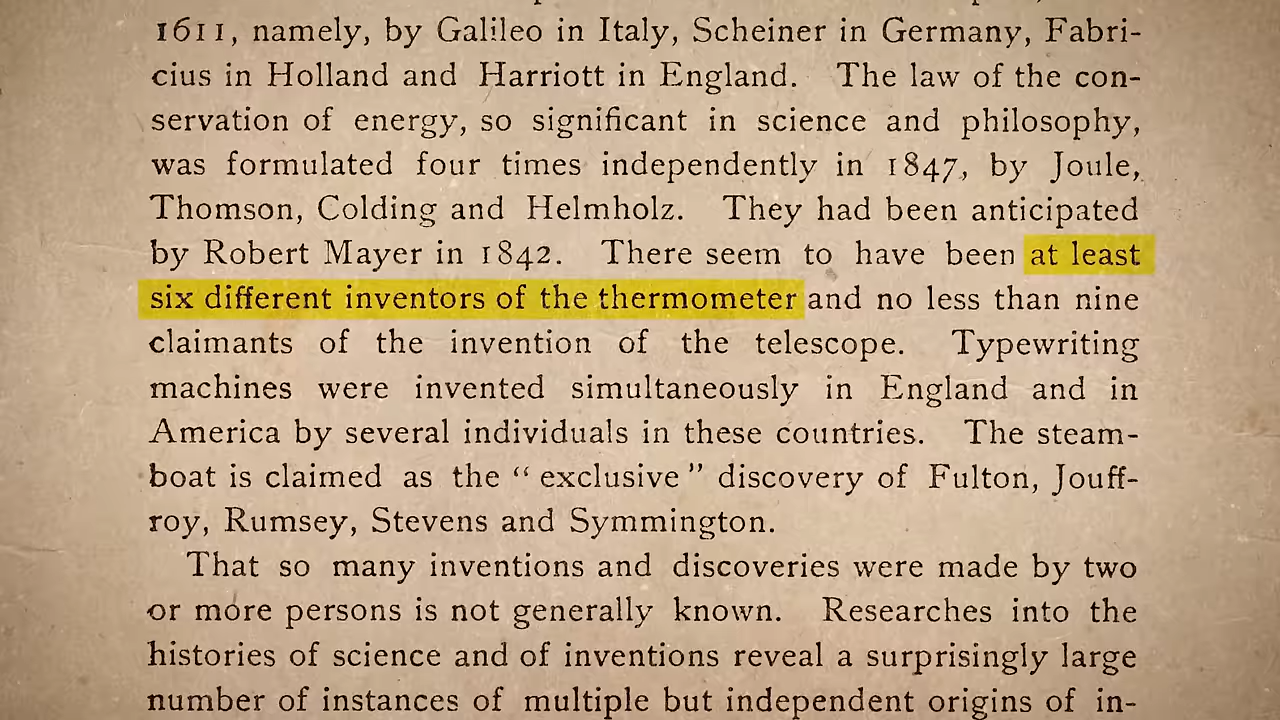 1611, namely, by Galileo in Italy, Scheiner in Germany, Fabri-
cius in Holland and Harriott in England. The law of the con-
servation of energy, so significant in science and philosophy,
was formulated four times independently in 1847, by Joule,
Thomson, Colding and Helmholz. They had been anticipated
by Robert Mayer in 1842. There seem to have been at least
six different inventors of the thermometer and no less than nine
claimants of the invention of the telescope. Typewriting
machines were invented simultaneously in England and in
America by several individuals in these countries. The steam-
boat is claimed as the “ exclusive ” discovery of Fulton, Jouff-
roy, Rumsey, Stevens and Symmington.
That so many inventions and discoveries were made by two
or more persons is not generally known. Researches into the
histories of science and of inventions reveal a surprisingly large
number of instances of multiple but independent origins of in-